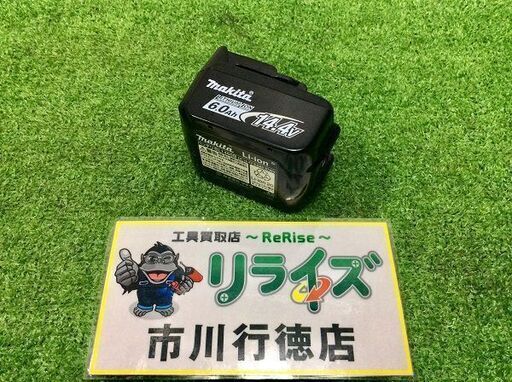 makita
6.0Ah
14.4V
makita Li-ion
工具買取店 ～ReRise～
リライズ
市川行徳店